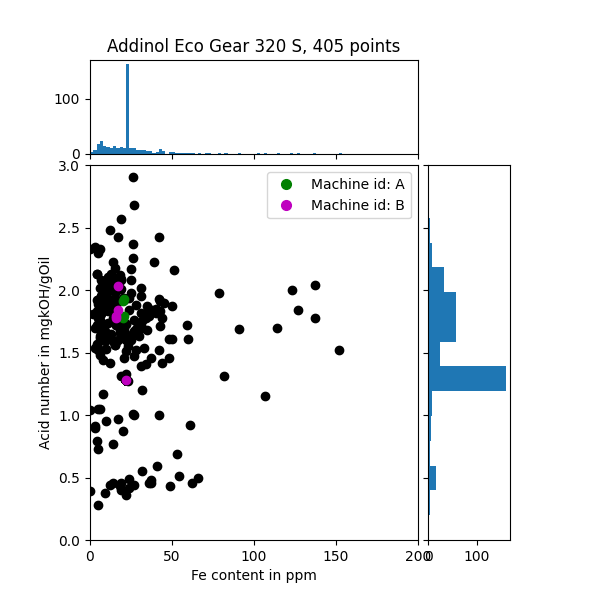 Addinol Eco Gear 320 S, 405 points
100
0
3.0
2.5
2.0
1.5
1.0
0.5
0.0
Acid number in mgkOH/gOil
Machine id: A
Machine id: B
0 50 100 150 200
0 100
Fe content in ppm